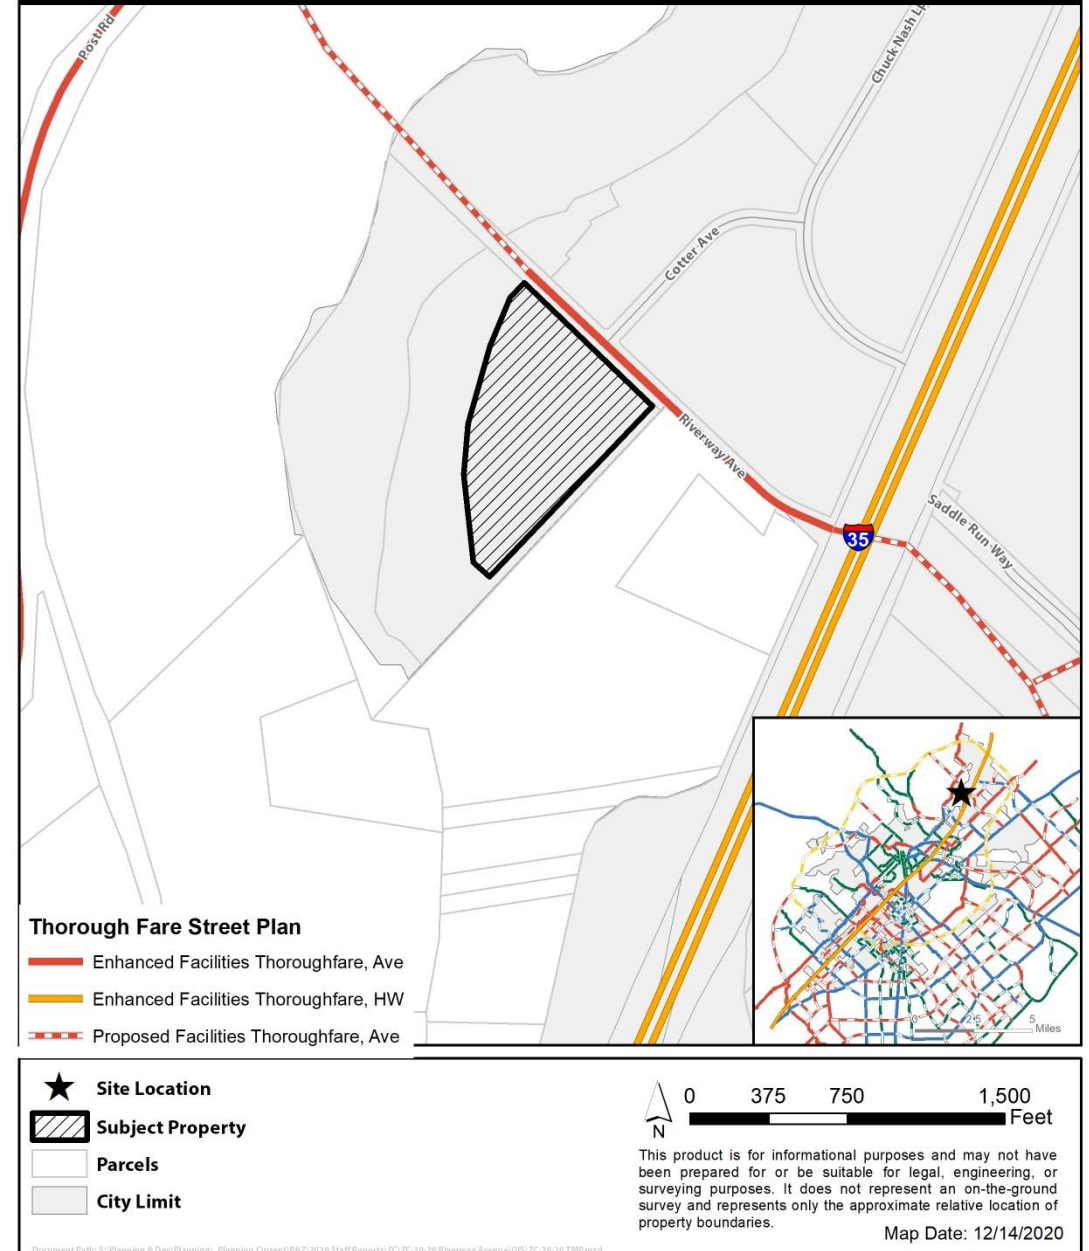 Post Rd
Chuck Nash Lp
Cotter Ave
Riverway Ave
35
Saddle Run Way
Thorough Fare Street Plan
Enhanced Facilities Thoroughfare, Ave
Enhanced Facilities Thoroughfare, HW
Proposed Facilities Thoroughfare, Ave
0 2.5 5
Miles
Site Location
Subject Property
Parcels
City Limit
N
0 375 750 1,500
Feet
This product is for informational purposes and may not have
been prepared for or be suitable for legal, engineering, or
surveying purposes. It does not represent an on-the-ground
survey and represents only the approximate relative location of
property boundaries.
Map Date: 12/14/2020